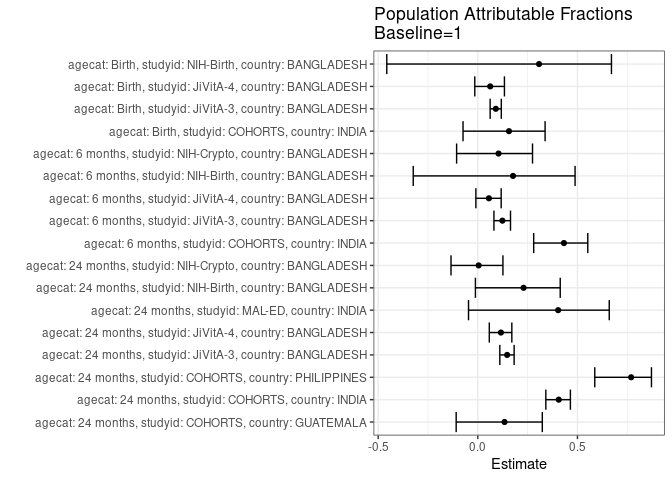 Population Attributable Fractions
Baseline=1
agecat: Birth, studyid: NIH-Birth, country: BANGLADESH
agecat: Birth, studyid: JiVitA-4, country: BANGLADESH
agecat: Birth, studyid: JiVitA-3, country: BANGLADESH
agecat: Birth, studyid: COHORTS, country: INDIA
agecat: 6 months, studyid: NIH-Crypto, country: BANGLADESH
agecat: 6 months, studyid: NIH-Birth, country: BANGLADESH
agecat: 6 months, studyid: JiVitA-4, country: BANGLADESH
agecat: 6 months, studyid: JiVitA-3, country: BANGLADESH
agecat: 6 months, studyid: COHORTS, country: INDIA
agecat: 24 months, studyid: NIH-Crypto, country: BANGLADESH
agecat: 24 months, studyid: NIH-Birth, country: BANGLADESH
agecat: 24 months, studyid: MAL-ED, country: INDIA
agecat: 24 months, studyid: JiVitA-4, country: BANGLADESH
agecat: 24 months, studyid: JiVitA-3, country: BANGLADESH
agecat: 24 months, studyid: COHORTS, country: PHILIPPINES
agecat: 24 months, studyid: COHORTS, country: INDIA
agecat: 24 months, studyid: COHORTS, country: GUATEMALA
-0.5 0.0 0.5
Estimate